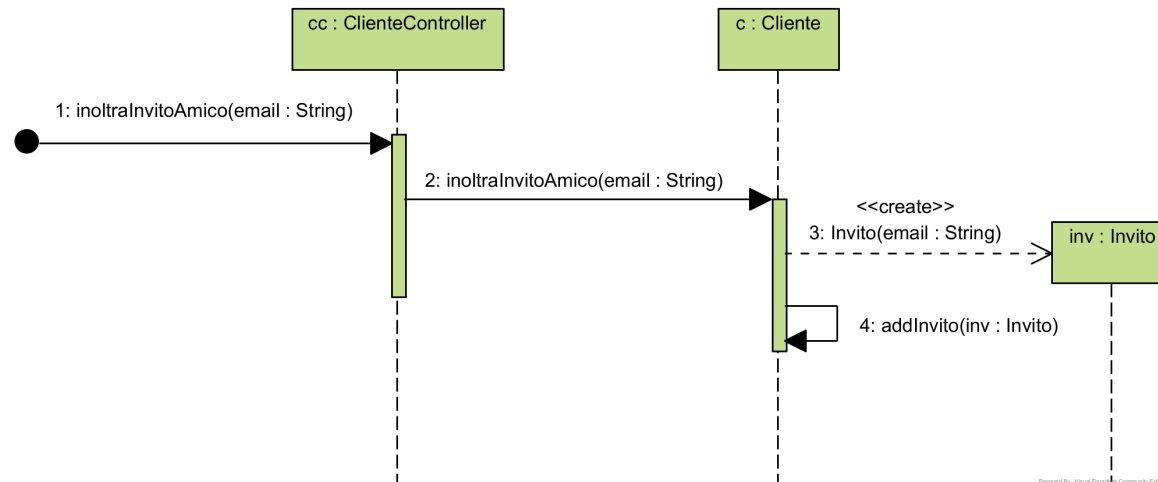 cc : ClienteController
c : Cliente
1: inoltraInvitoAmico(email : String)
2: inoltraInvitoAmico(email : String)
<<create>>
3: Invito(email : String)
inv : Invito
4: addInvito(inv : Invito)